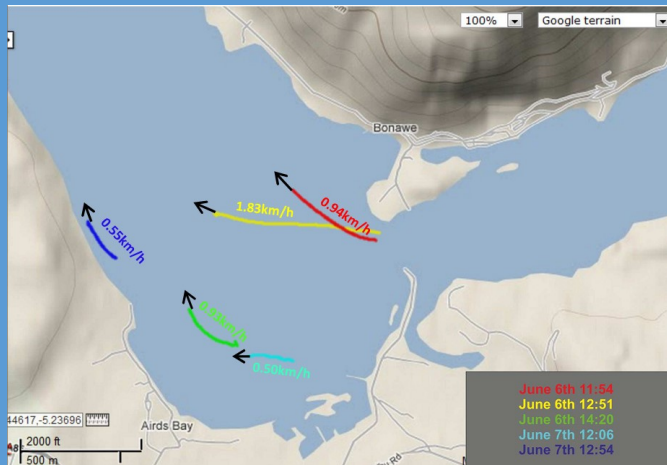 100%
Google terrain
Bonawe
1.83km/h
0.94km/h
0.55km/h
0.50km/h
June 6th 11:54
June 6th 12:51
June 6th 14:20
June 7th 12:06
June 7th 12:54
44617,-5.23696
Airds Bay
2000 ft
500 m
Rd